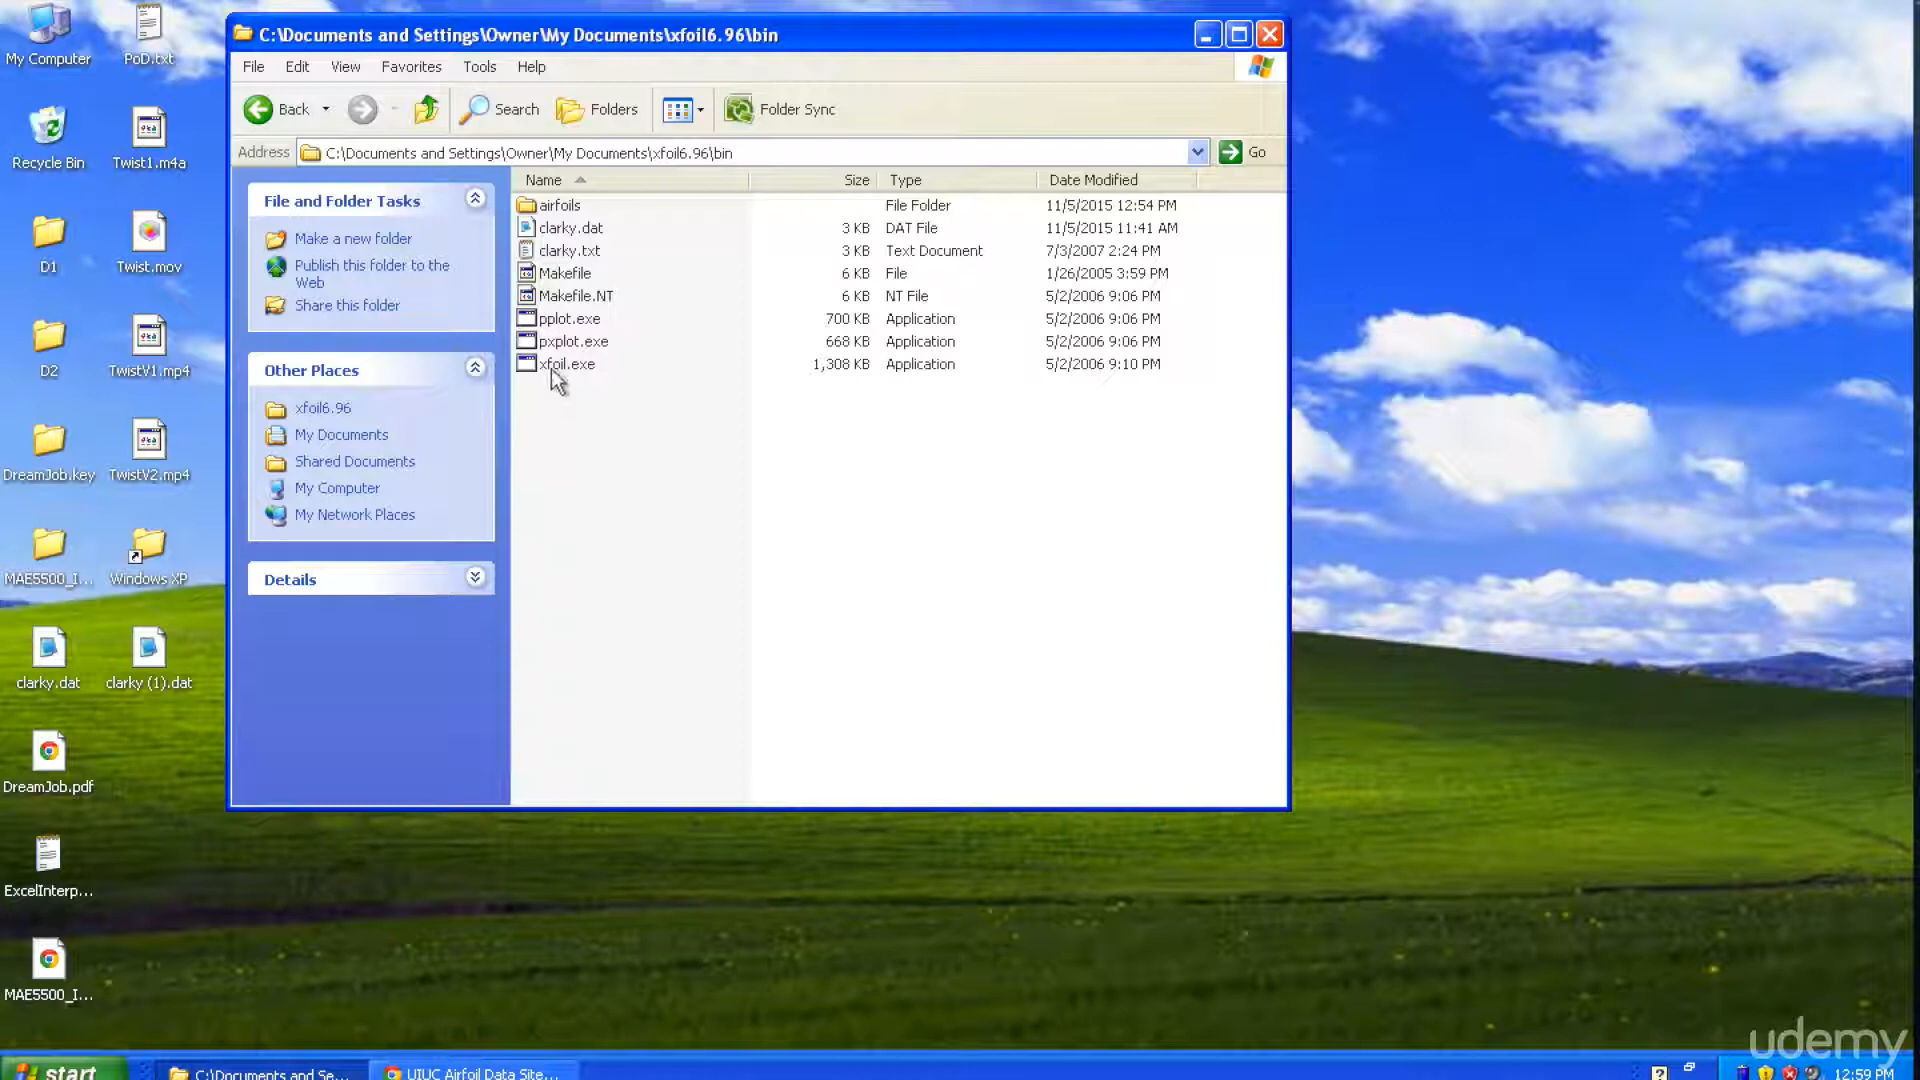 C:\Documents and Settings\Owner\My Documents\xfoil6.96\bin
File Edit View Favorites Tools Help
Back Search Folders Folder Sync
Address C:\Documents and Settings\Owner\My Documents\xfoil6.96\bin Go
Name Size Type Date Modified
airfoils File Folder 11/5/2015 12:54 PM
clarky.dat 3 KB DAT File 11/5/2015 11:41 AM
clarky.txt 3 KB Text Document 7/3/2007 2:24 PM
Makefile 6 KB File 1/26/2005 3:59 PM
Makefile.NT 6 KB NT File 5/2/2006 9:06 PM
pplot.exe 700 KB Application 5/2/2006 9:06 PM
pxplot.exe 668 KB Application 5/2/2006 9:06 PM
xfoil.exe 1,308 KB Application 5/2/2006 9:10 PM
File and Folder Tasks
Make a new folder
Publish this folder to the
Web
Share this folder
Other Places
xfoil6.96
My Documents
Shared Documents
My Computer
My Network Places
Details
My Computer PoD.txt
Recycle Bin Twist1.m4a
D1 Twist.mov
D2 TwistV1.mp4
DreamJob.key TwistV2.mp4
MAE5500_I... Windows XP
clarky.dat clarky (1).dat
DreamJob.pdf
ExcelInterp...
MAE5500_I...
udemy
start C:\Documents and Se... UIUC Airfoil Data Site... 12:59 PM